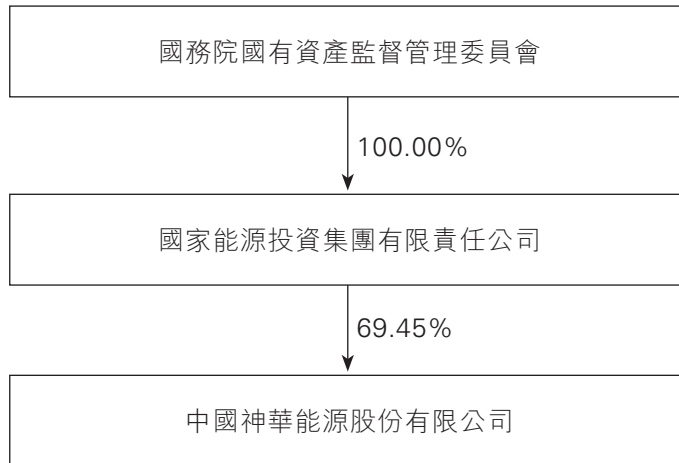 國務院國有資產監督管理委員會
100.00%
國家能源投資集團有限責任公司
69.45%
中國神華能源股份有限公司